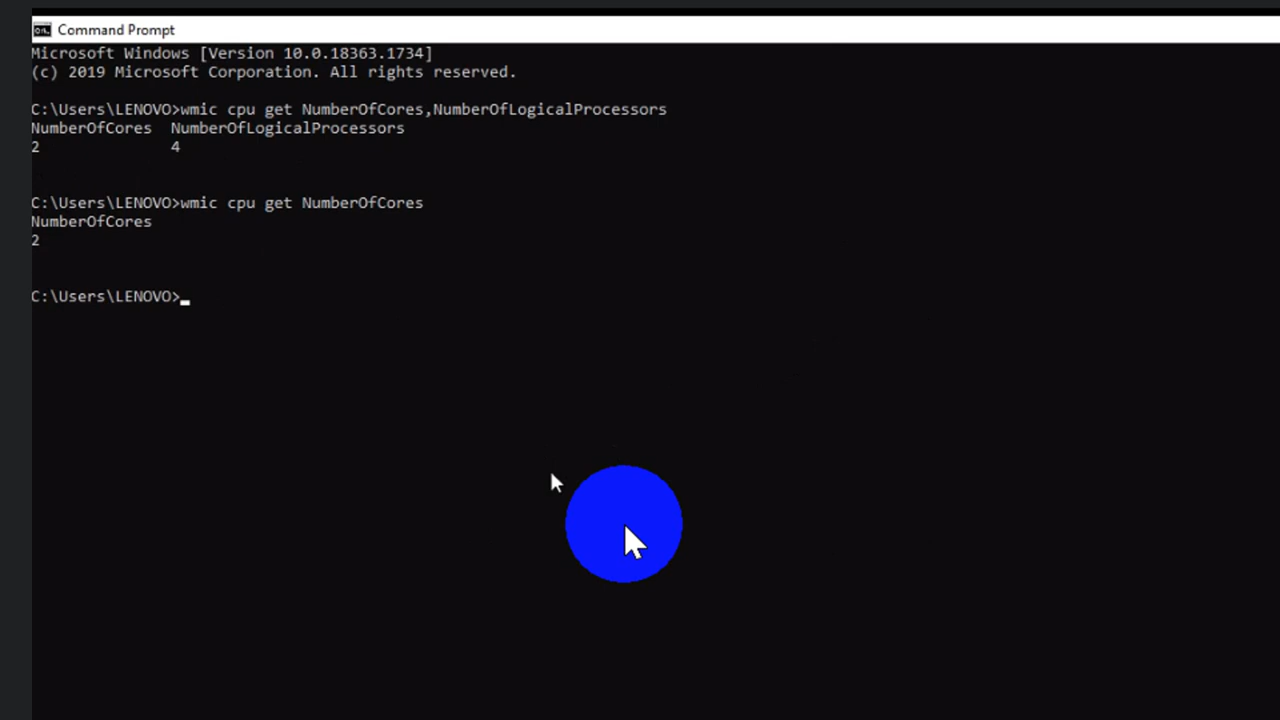 Command Prompt
Microsoft Windows [Version 10.0.18363.1734]
(c) 2019 Microsoft Corporation. All rights reserved.
C:\Users\LENOVO>wmic cpu get NumberOfCores,NumberOfLogicalProcessors
NumberOfCores  NumberOfLogicalProcessors
2              4
C:\Users\LENOVO>wmic cpu get NumberOfCores
NumberOfCores
2
C:\Users\LENOVO>